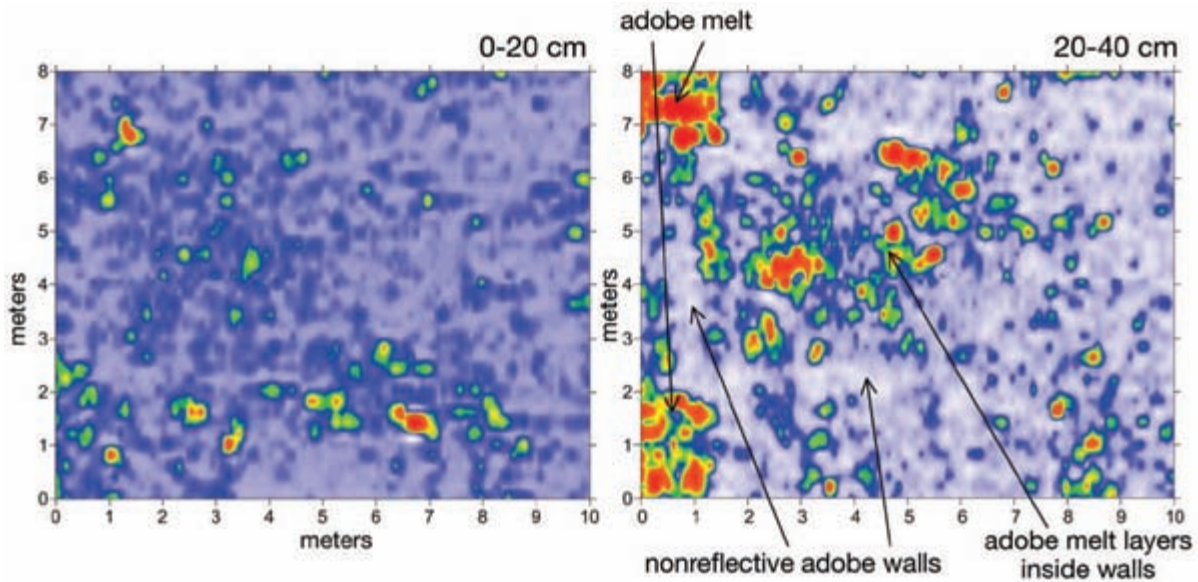 adobe melt
0-20 cm
20-40 cm
8
7
6
5
4
3
2
1
0
meters
0 1 2 3 4 5 6 7 8 9 10
meters
8
7
6
5
4
3
2
1
0
meters
0 1 2 3 4 5 6 7 8 9 10
nonreflective adobe walls
adobe melt layers
inside walls